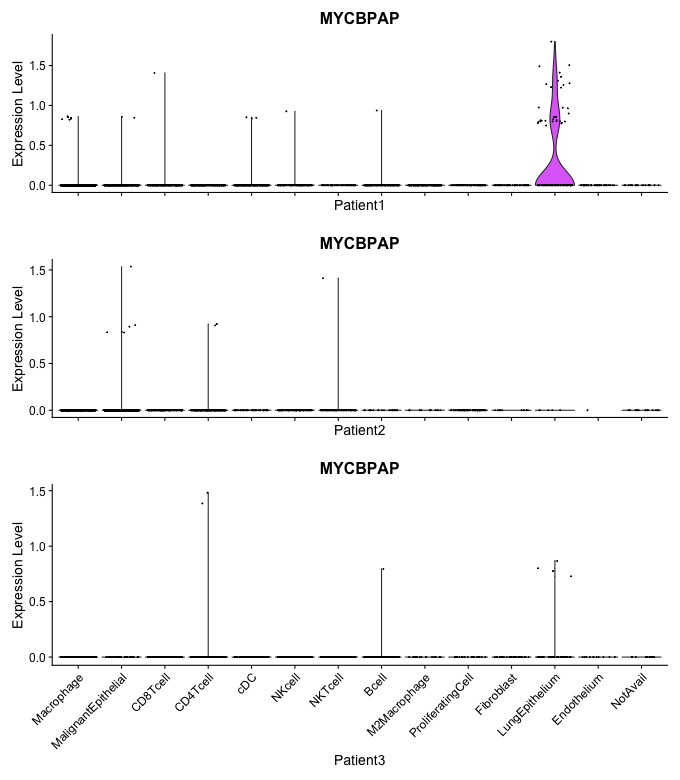 MYCBPAP
Expression Level
1.5
1.0
0.5
0.0
Patient1
MYCBPAP
Expression Level
1.5
1.0
0.5
0.0
Patient2
MYCBPAP
Expression Level
1.5
1.0
0.5
0.0
Macrophage
MalignantEpithelial
CD8Tcell
CD4Tcell
cDC
NKcell
NKTcell
Bcell
M2Macrophage
ProliferatingCell
Fibroblast
LungEpithelium
Endothelium
NotAvail
Patient3